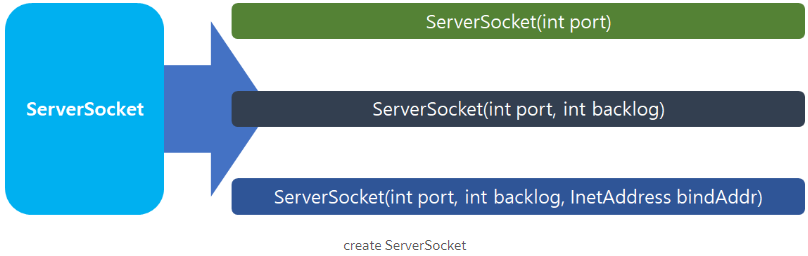 ServerSocket(int port)
ServerSocket
ServerSocket(int port, int backlog)
ServerSocket(int port, int backlog, InetAddress bindAddr)
create ServerSocket